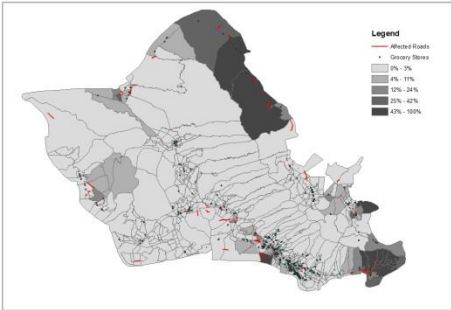 Legend
Affected Roads
Grocery Stores
0% - 3%
4% - 11%
12% - 24%
25% - 42%
43% - 100%